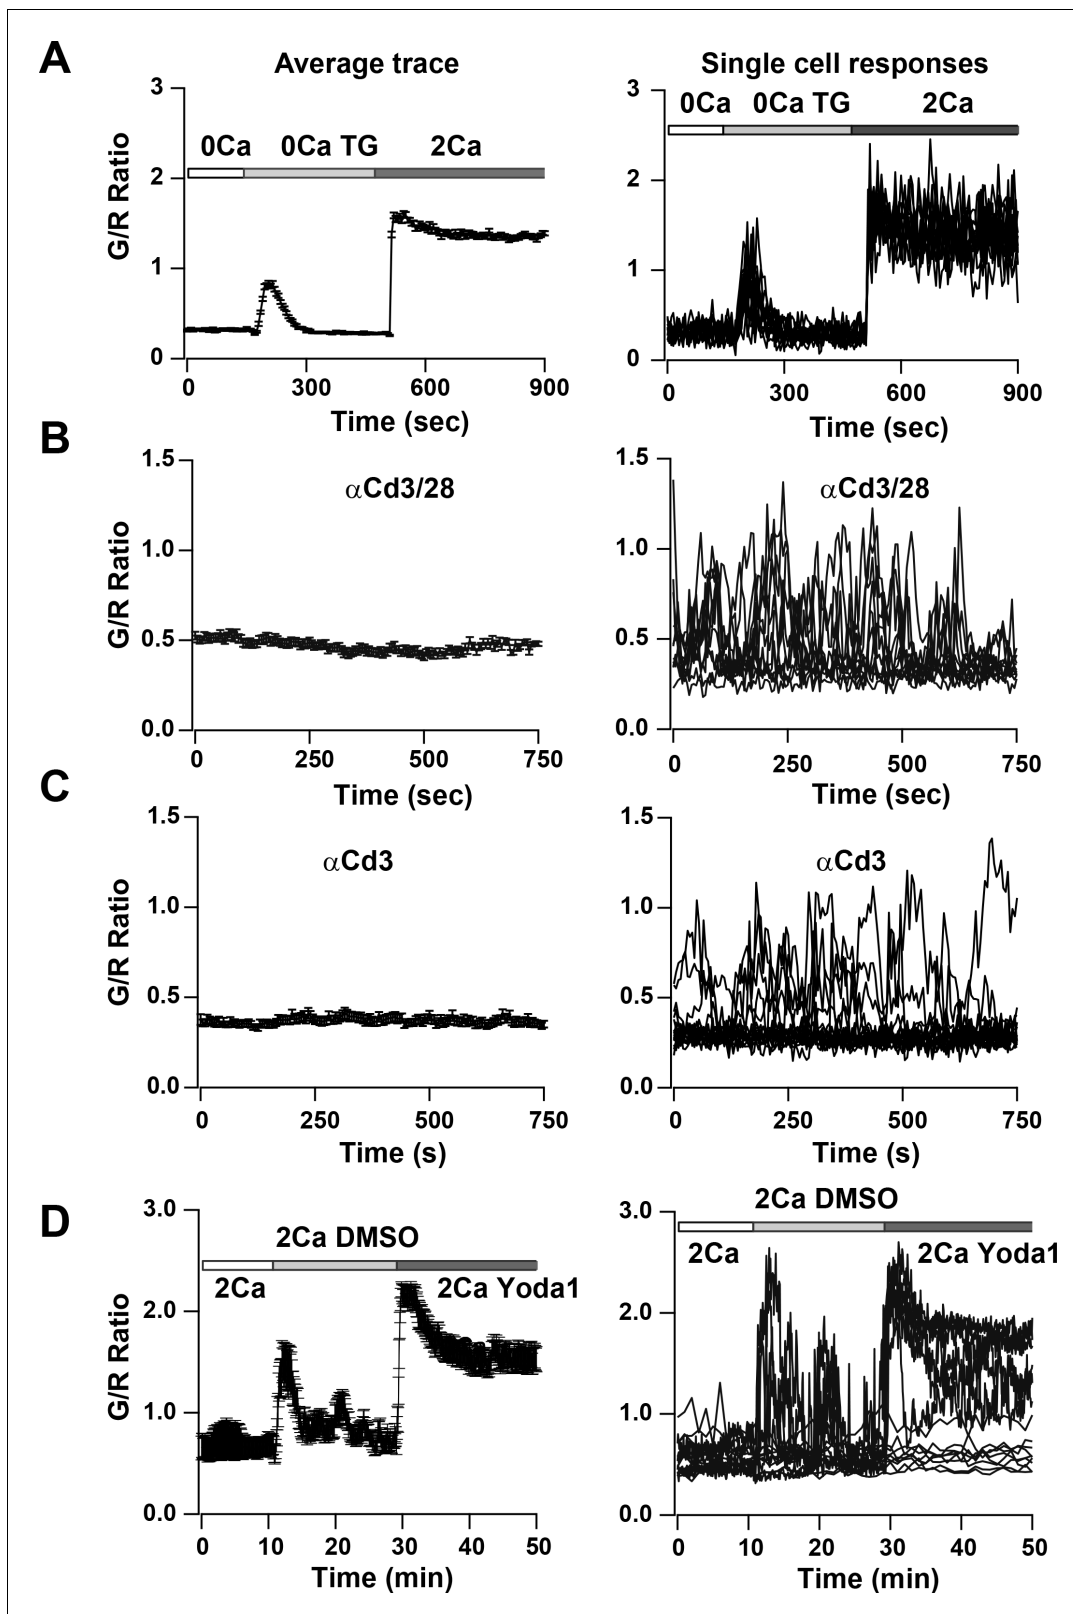 A
Average trace
Single cell responses
3
2
1
0
G/R Ratio
0Ca 0Ca TG 2Ca
0 300 600 900
Time (sec)
3
2
1
0
0Ca 0Ca TG 2Ca
0 300 600 900
Time (sec)
B
1.5
1.0
0.5
0.0
G/R Ratio
αCd3/28
0 250 500 750
Time (sec)
1.5
1.0
0.5
0.0
αCd3/28
0 250 500 750
Time (sec)
C
1.5
1.0
0.5
0.0
G/R Ratio
αCd3
0 250 500 750
Time (s)
1.5
1.0
0.5
0.0
αCd3
0 250 500 750
Time (s)
D
3.0
2.0
1.0
0.0
G/R Ratio
2Ca DMSO
2Ca 2Ca Yoda1
0 10 20 30 40 50
Time (min)
2Ca DMSO
3.0
2.0
1.0
0.0
2Ca 2Ca Yoda1
0 10 20 30 40 50
Time (min)